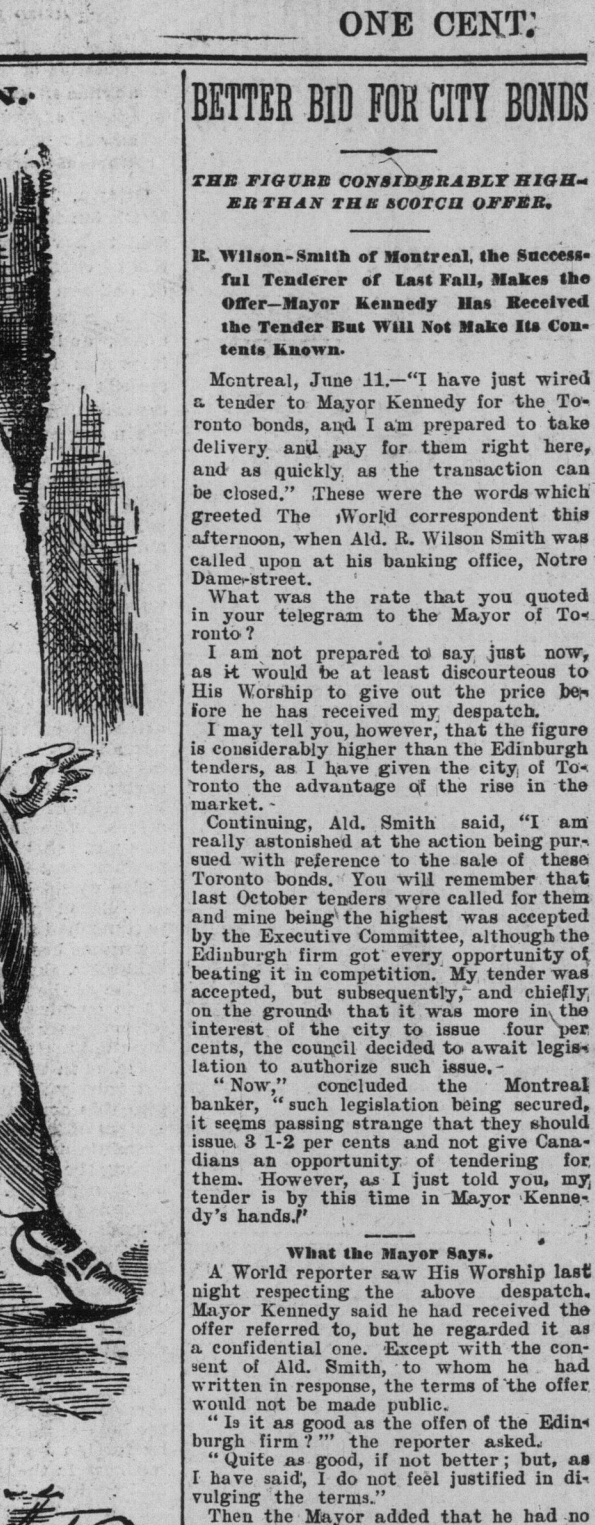 ONE CENT.
N.
BETTER BID FOR CITY BONDS
THE FIGURE CONSIDERABLY HIGH-
ER THAN THE SCOTCH OFFER.
R. Wilson-Smith of Montreal, the Success-
ful Tenderer of Last Fall, Makes the
Offer—Mayor Kennedy Has Received
the Tender But Will Not Make Its Con-
tents Known.
Montreal, June 11.—“I have just wired
a tender to Mayor Kennedy for the To-
ronto bonds, and I am prepared to take
delivery and pay for them right here,
and as quickly as the transaction can
be closed.” These were the words which
greeted The World correspondent this
afternoon, when Ald. R. Wilson Smith was
called upon at his banking office, Notre
Dame-street.
What was the rate that you quoted
in your telegram to the Mayor of To-
ronto?
I am not prepared to say just now,
as it would be at least discourteous to
His Worship to give out the price be-
fore he has received my despatch.
I may tell you, however, that the figure
is considerably higher than the Edinburgh
tenders, as I have given the city of To-
ronto the advantage of the rise in the
market.
Continuing, Ald. Smith said, “I am
really astonished at the action being pur-
sued with reference to the sale of these
Toronto bonds. You will remember that
last October tenders were called for them
and mine being the highest was accepted
by the Executive Committee, although the
Edinburgh firm got every opportunity of
beating it in competition. My tender was
accepted, but subsequently, and chiefly
on the ground that it was more in the
interest of the city to issue four per
cents, the council decided to await legis-
lation to authorize such issue.
“Now,” concluded the Montreal
banker, “such legislation being secured,
it seems passing strange that they should
issue 3 1-2 per cents and not give Cana-
dians an opportunity of tendering for
them. However, as I just told you, my
tender is by this time in Mayor Kenne-
dy's hands.”
What the Mayor Says.
A World reporter saw His Worship last
night respecting the above despatch.
Mayor Kennedy said he had received the
offer referred to, but he regarded it as
a confidential one. Except with the con-
sent of Ald. Smith, to whom he had
written in response, the terms of the offer
would not be made public.
“Is it as good as the offer of the Edin-
burgh firm?'” the reporter asked.
“Quite as good, if not better; but, as
I have said, I do not feel justified in di-
vulging the terms.”
Then the Mayor added that he had no